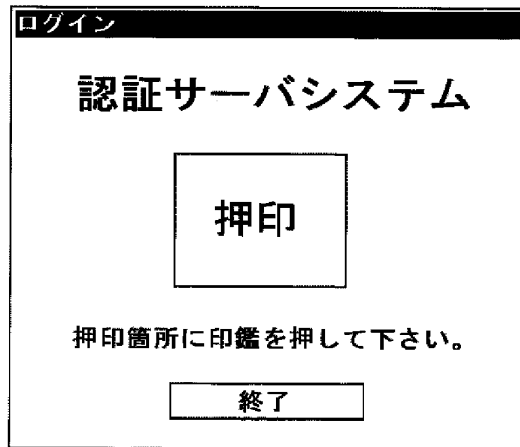 ログイン
認証サーバシステム
押印
押印箇所に印鑑を押して下さい。
終了